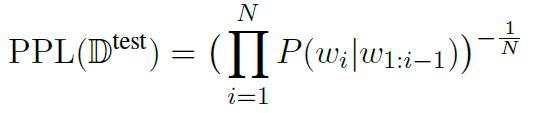 PPL(𝔻^test) = (∏_{i=1}^{N} P(w_i|w_{1:i−1}))^{−1/N}